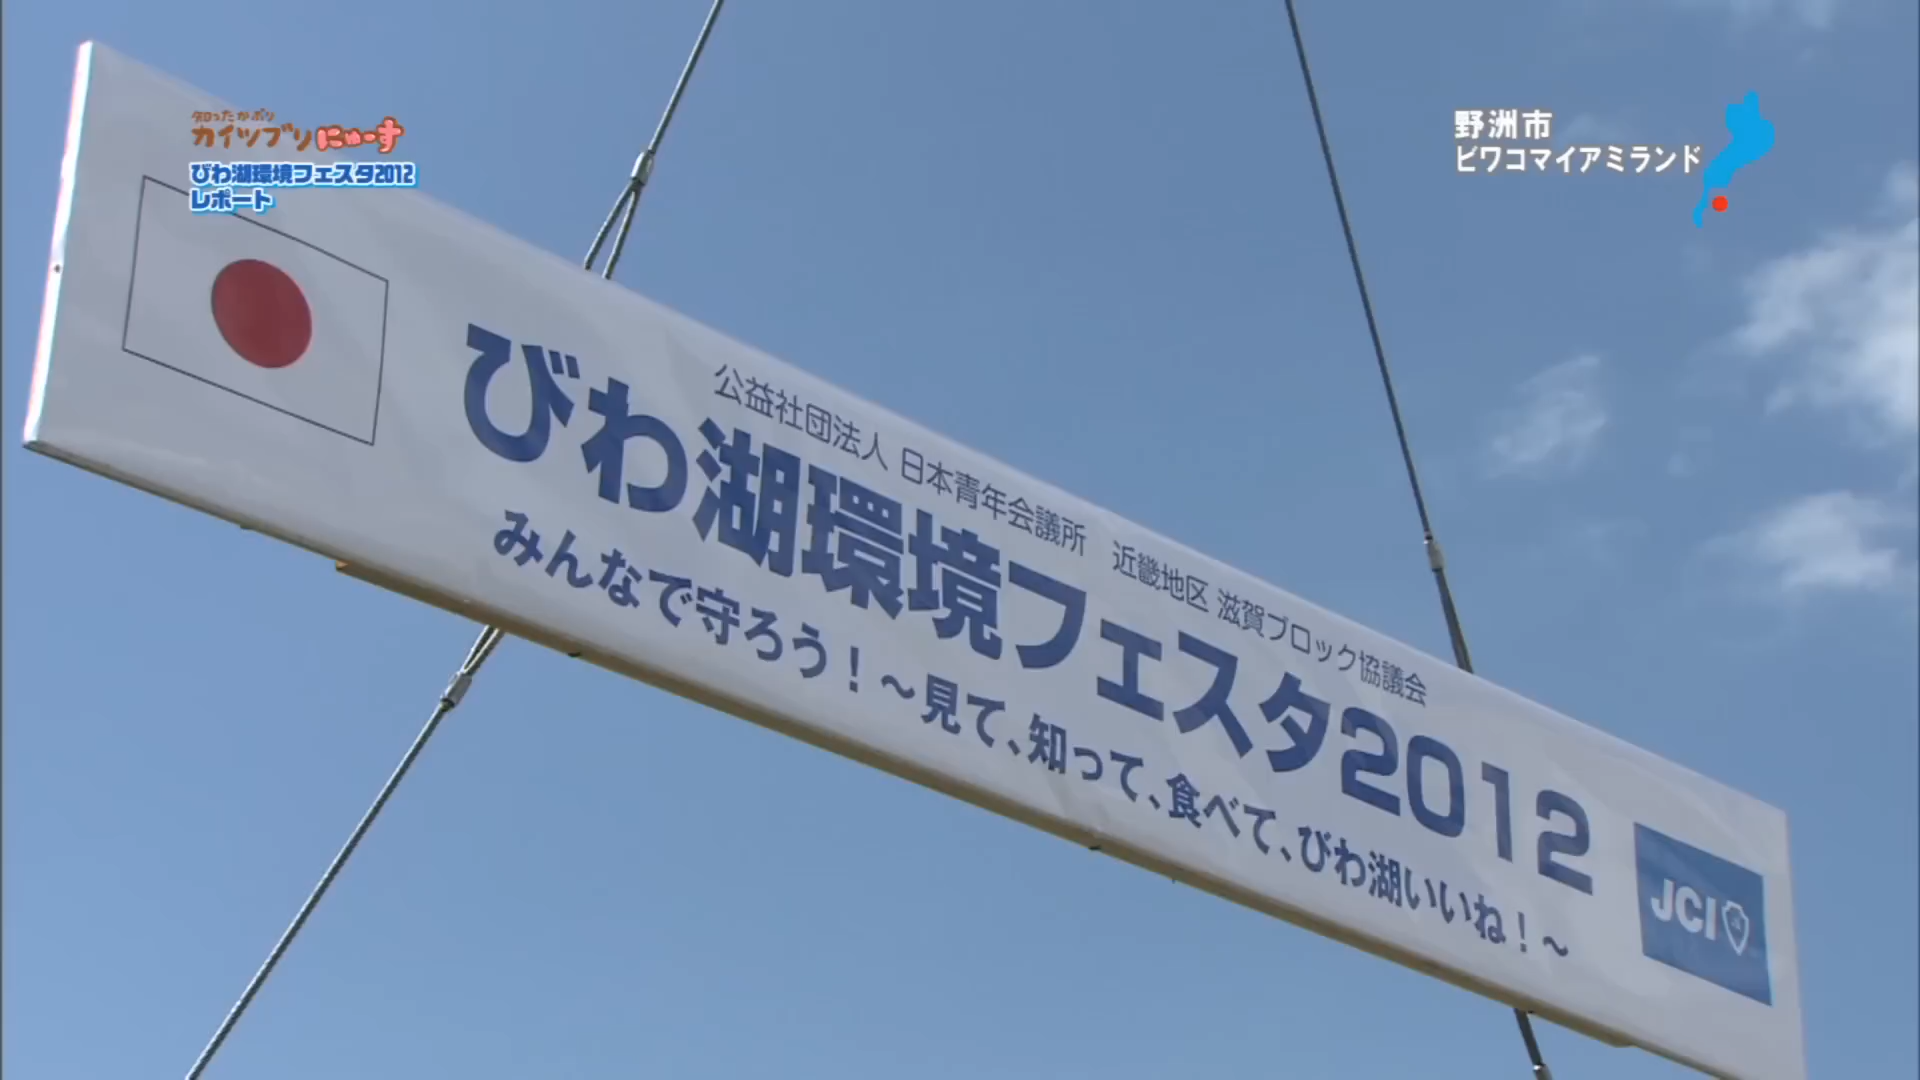 知ったかぶり
カイツブリにゅーす
びわ湖環境フェスタ2012
レポート
野洲市
ビワコマイアミランド
公益社団法人 日本青年会議所 近畿地区 滋賀ブロック協議会
びわ湖環境フェスタ2012
みんなで守ろう!~見て、知って、食べて、びわ湖いいね!~
JCI